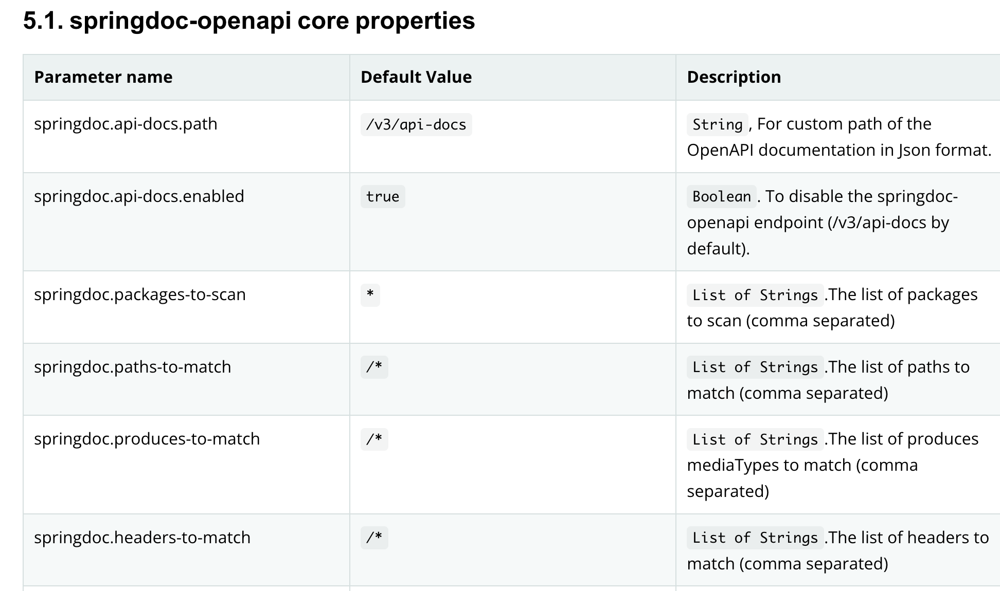 5.1. springdoc-openapi core properties
Parameter name
Default Value
Description
springdoc.api-docs.path
/v3/api-docs
String, For custom path of the
OpenAPI documentation in Json format.
springdoc.api-docs.enabled
true
Boolean. To disable the springdoc-
openapi endpoint (/v3/api-docs by
default).
springdoc.packages-to-scan
*
List of Strings.The list of packages
to scan (comma separated)
springdoc.paths-to-match
/*
List of Strings.The list of paths to
match (comma separated)
springdoc.produces-to-match
/*
List of Strings.The list of produces
mediaTypes to match (comma
separated)
springdoc.headers-to-match
/*
List of Strings.The list of headers to
match (comma separated)